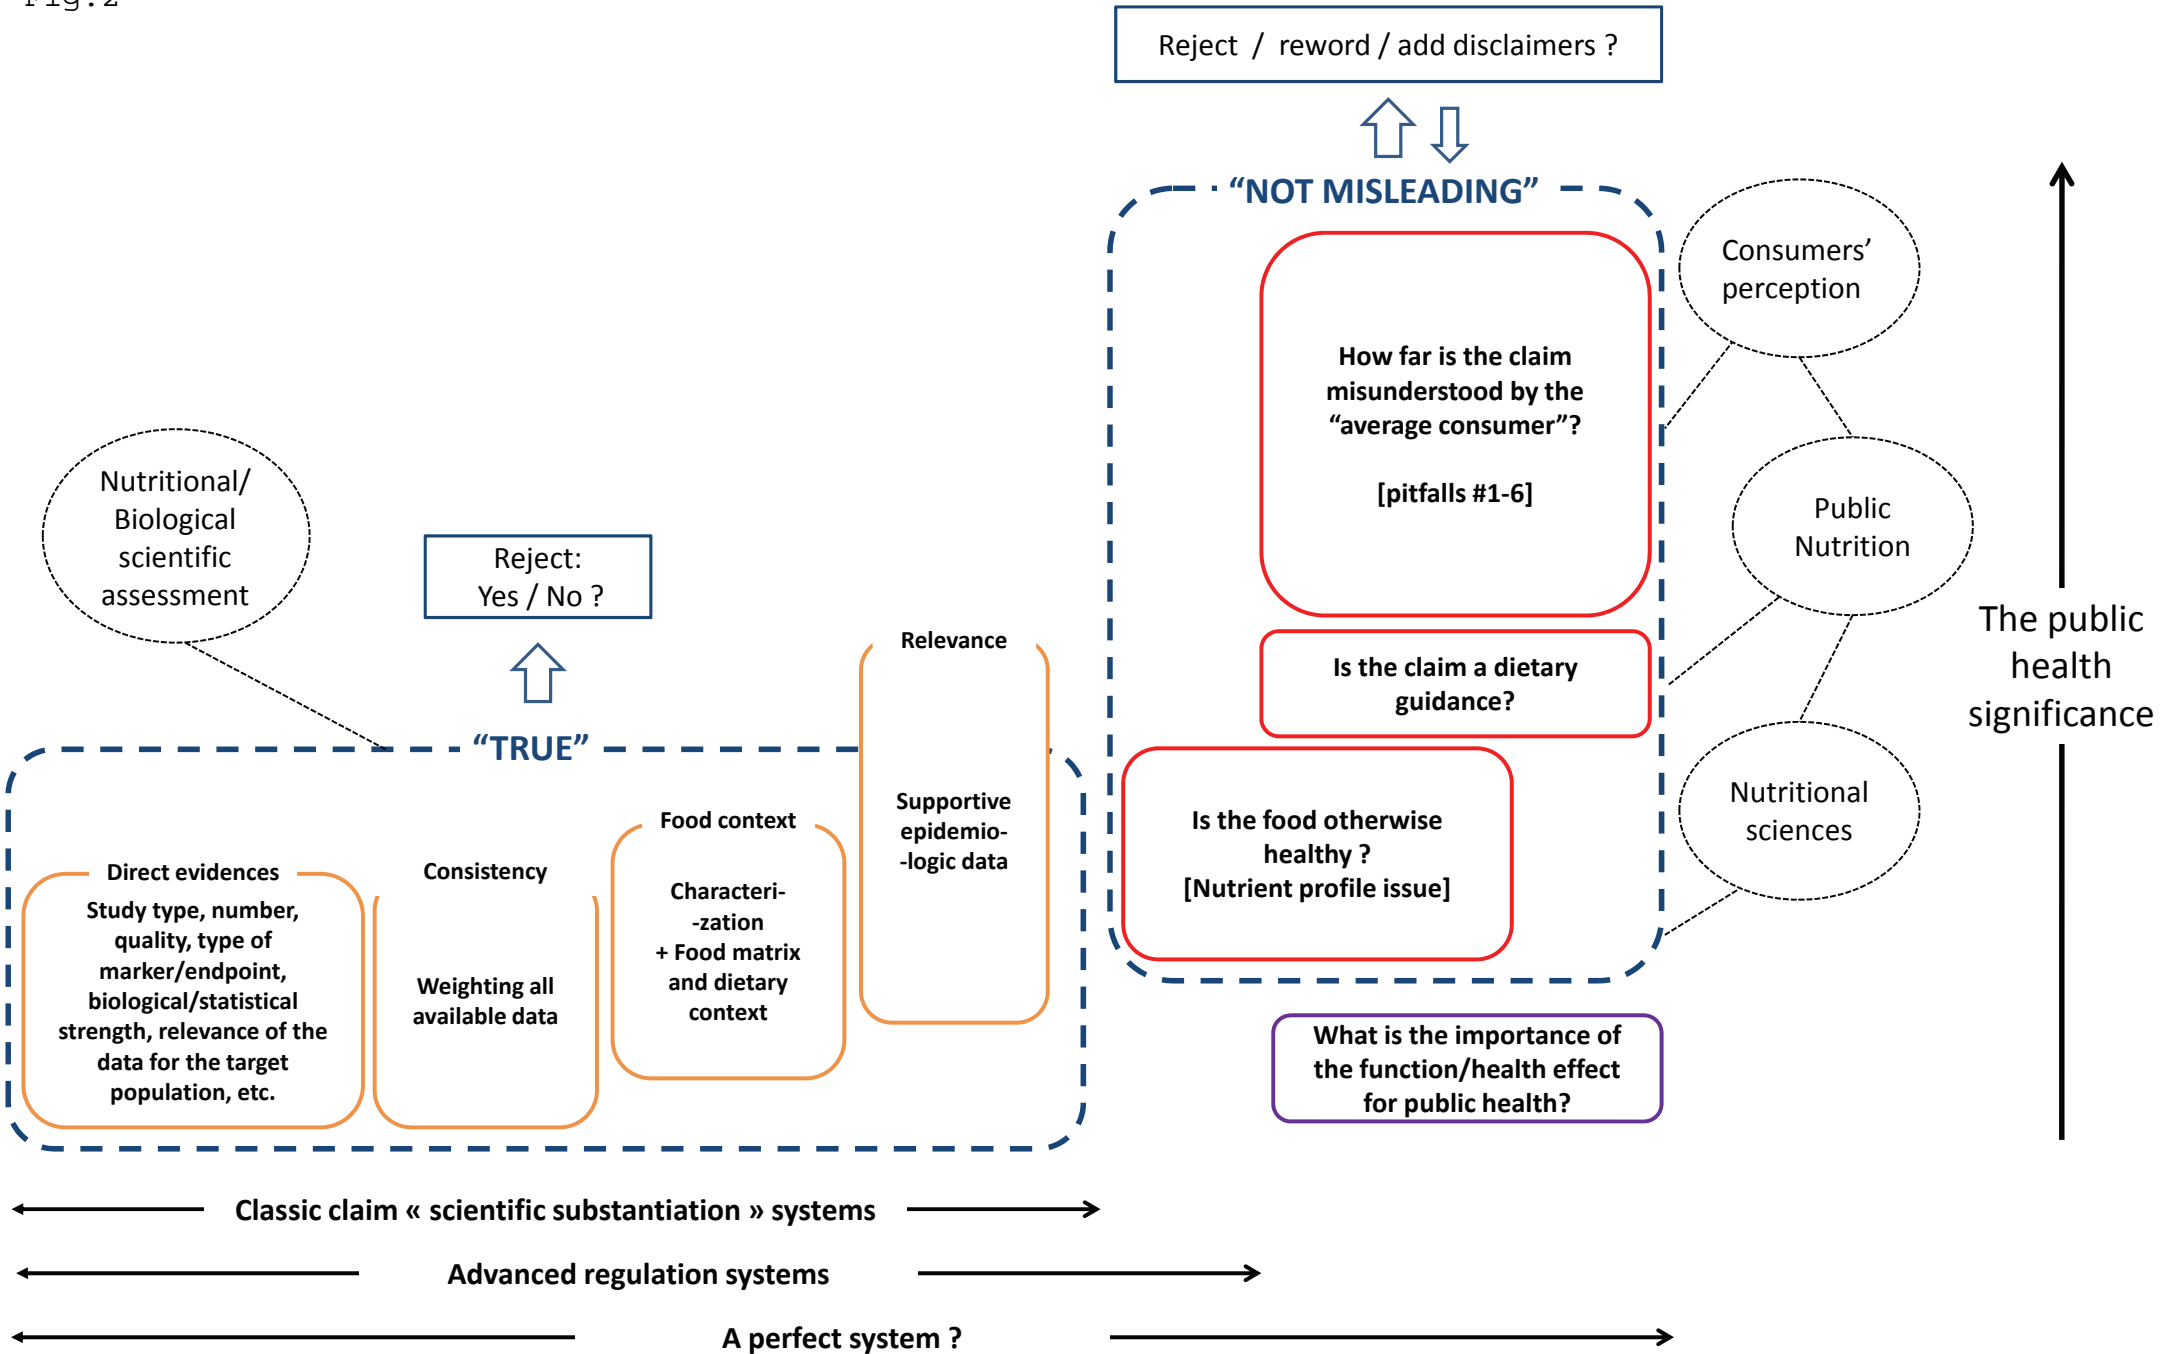 Fig.2
Reject / reword / add disclaimers ?
“NOT MISLEADING”
How far is the claim
misunderstood by the
“average consumer”?
[pitfalls #1-6]
Is the claim a dietary
guidance?
Is the food otherwise
healthy ?
[Nutrient profile issue]
What is the importance of
the function/health effect
for public health?
Consumers’
perception
Public
Nutrition
Nutritional
sciences
The public
health
significance
Nutritional/
Biological
scientific
assessment
Reject:
Yes / No ?
“TRUE”
Direct evidences
Study type, number,
quality, type of
marker/endpoint,
biological/statistical
strength, relevance of the
data for the target
population, etc.
Consistency
Weighting all
available data
Food context
Characteri-
-zation
+ Food matrix
and dietary
context
Relevance
Supportive
epidemio-
-logic data
Classic claim « scientific substantiation » systems
Advanced regulation systems
A perfect system ?